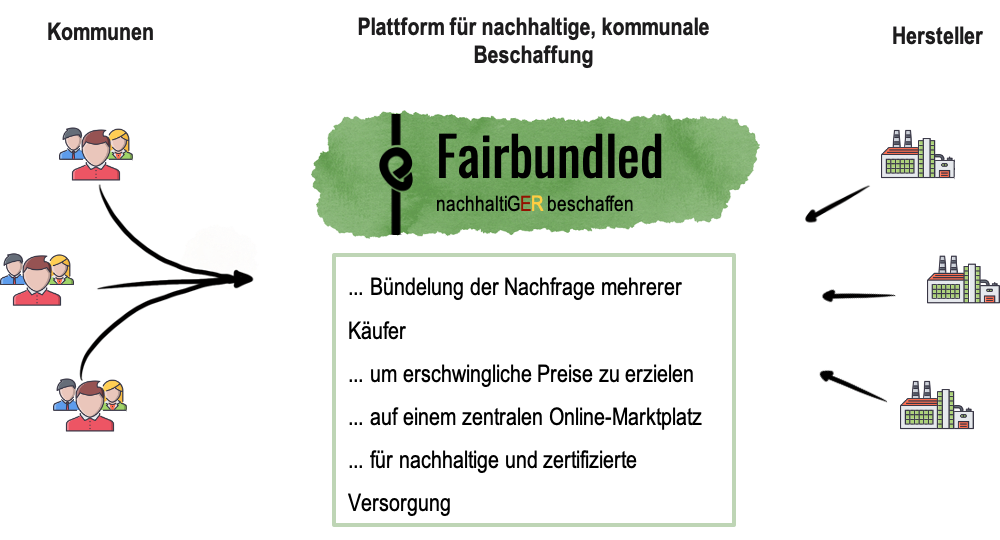 Kommunen
Plattform für nachhaltige, kommunale
Beschaffung
Hersteller
Fairbundled
nachhaltiGER beschaffen
... Bündelung der Nachfrage mehrerer
Käufer
... um erschwingliche Preise zu erzielen
... auf einem zentralen Online-Marktplatz
... für nachhaltige und zertifizierte
Versorgung